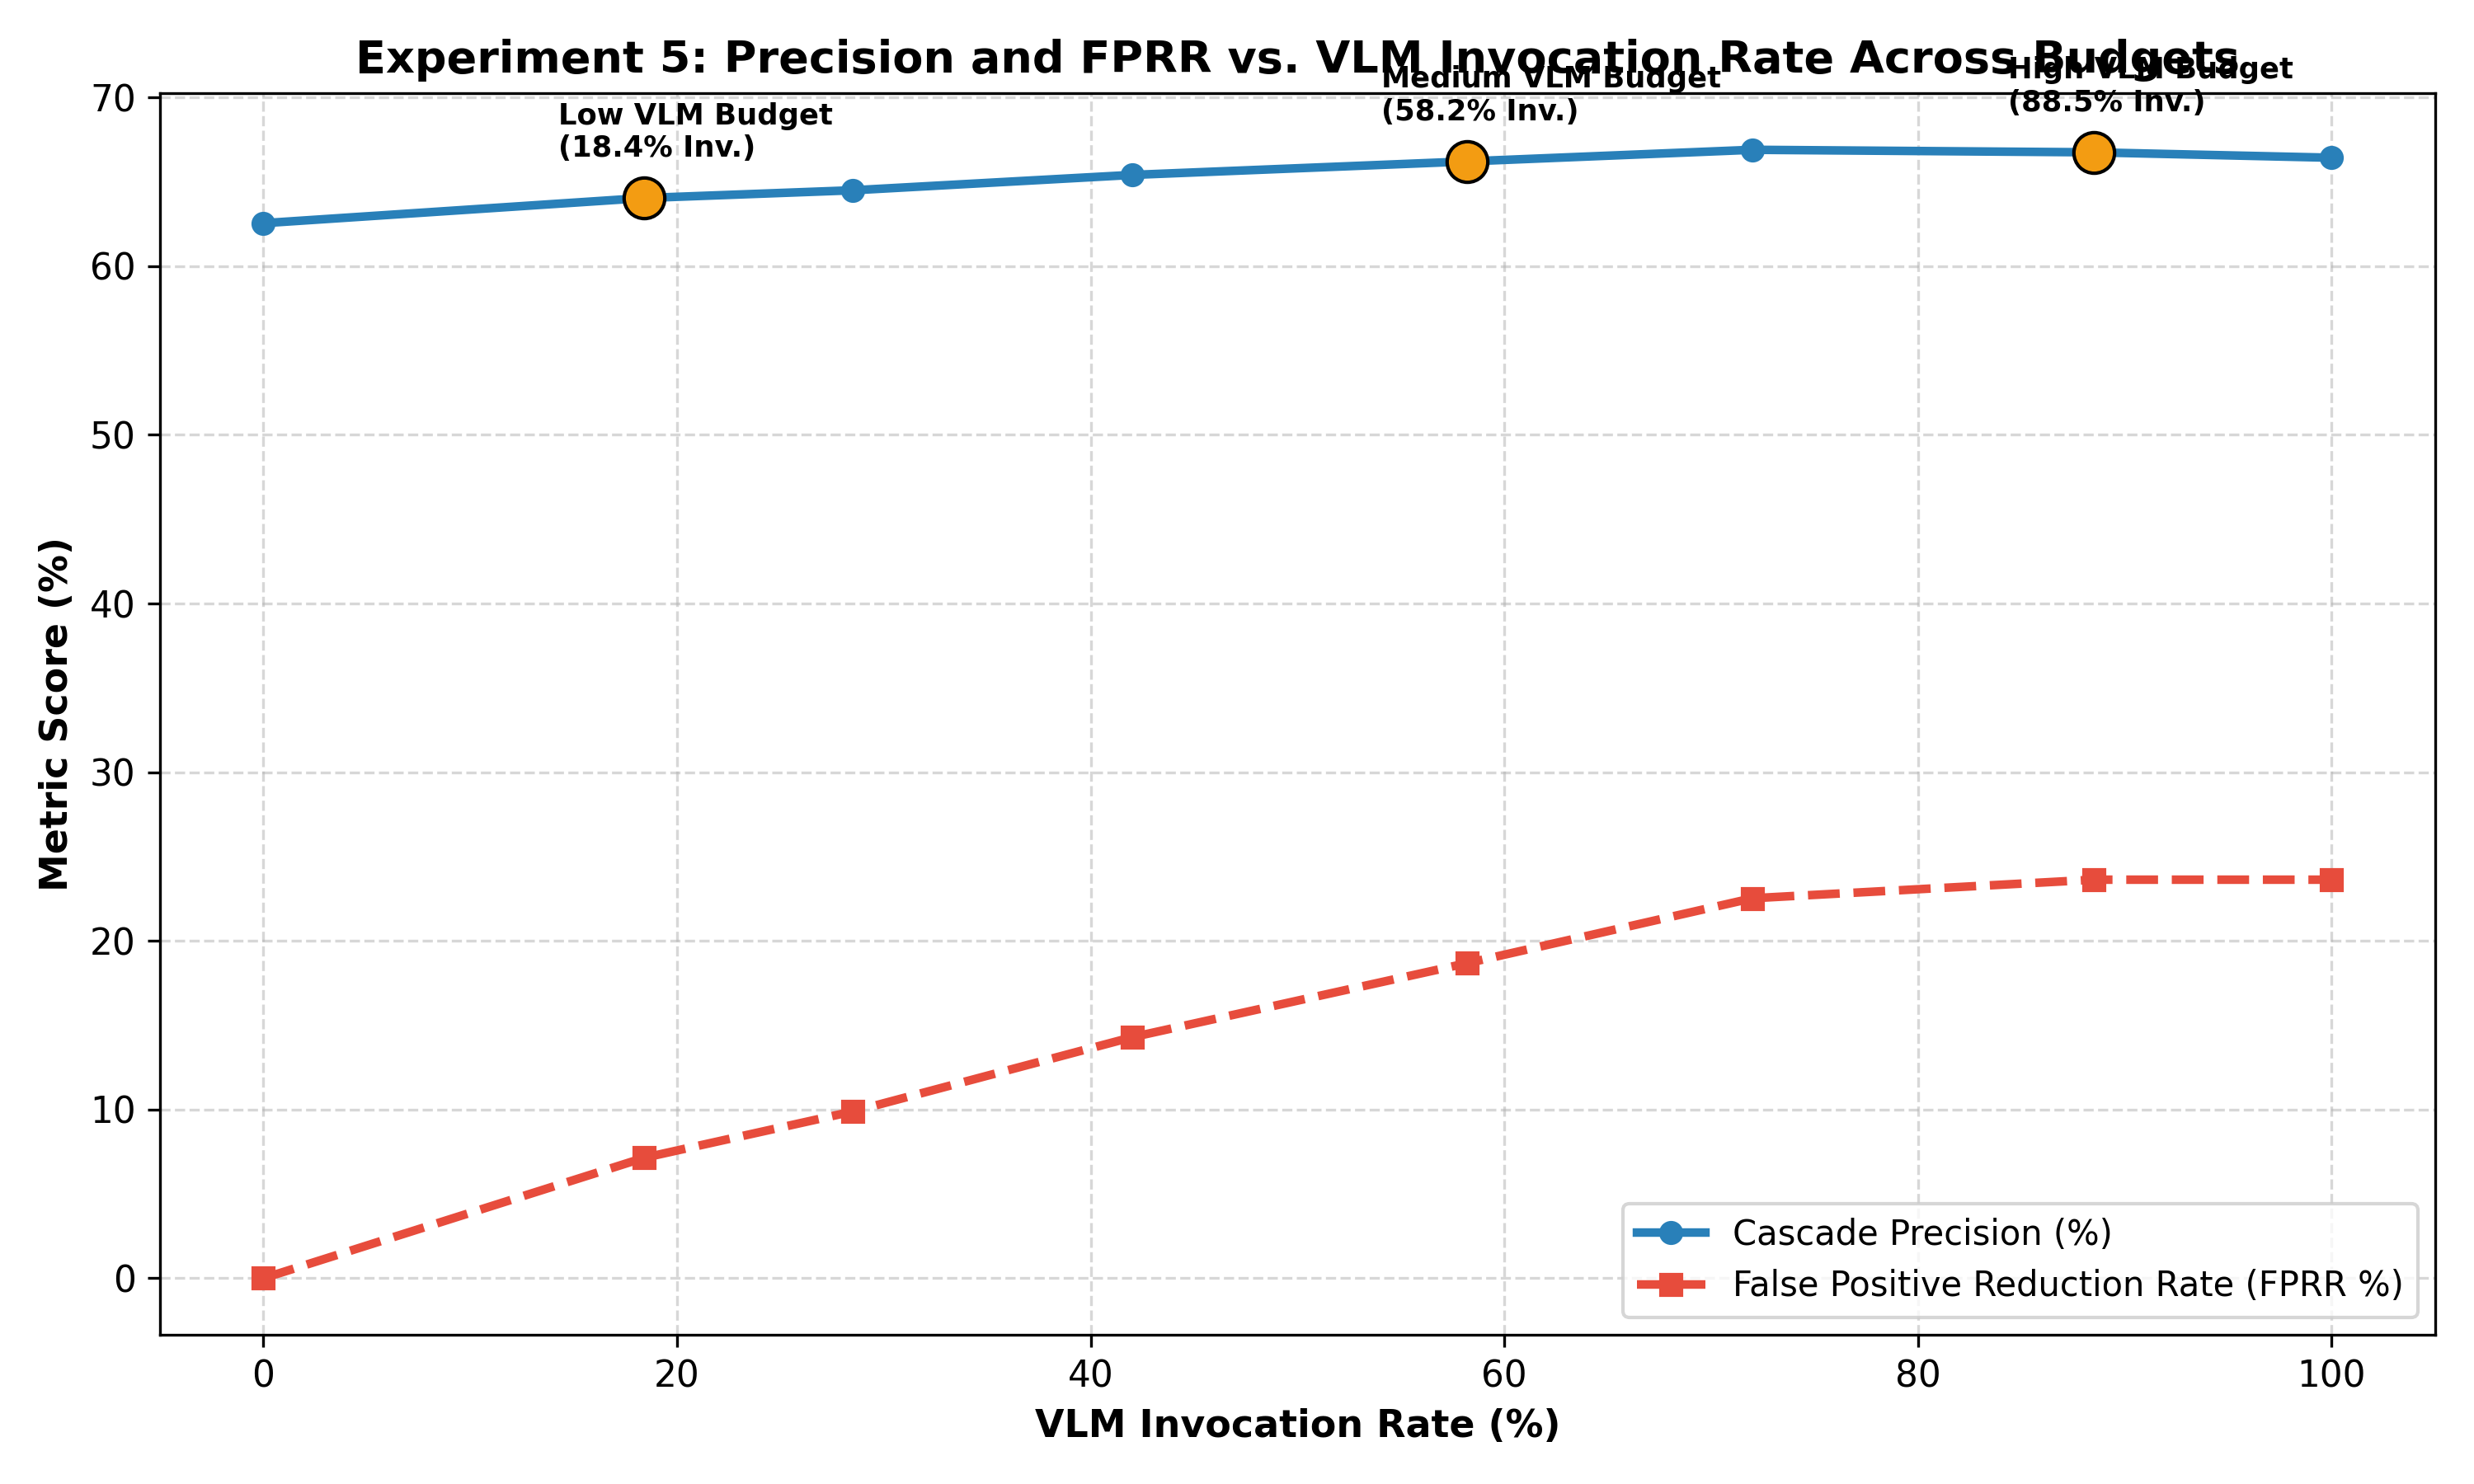 Experiment 5: Precision and FPRR vs. VLM Invocation Rate Across Budgets
Low VLM Budget
(18.4% Inv.)
Medium VLM Budget
(58.2% Inv.)
High VLM Budget
(88.5% Inv.)
Metric Score (%)
70
60
50
40
30
20
10
0
Cascade Precision (%)
False Positive Reduction Rate (FPRR %)
0 20 40 60 80 100
VLM Invocation Rate (%)